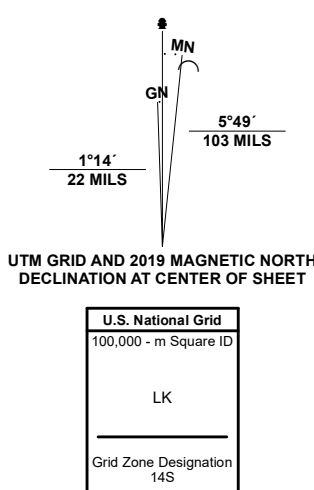 MN
GN
5°49´
103 MILS
1°14´
22 MILS
UTM GRID AND 2019 MAGNETIC NORTH
DECLINATION AT CENTER OF SHEET
U.S. National Grid
100,000 - m Square ID
LK
Grid Zone Designation
14S